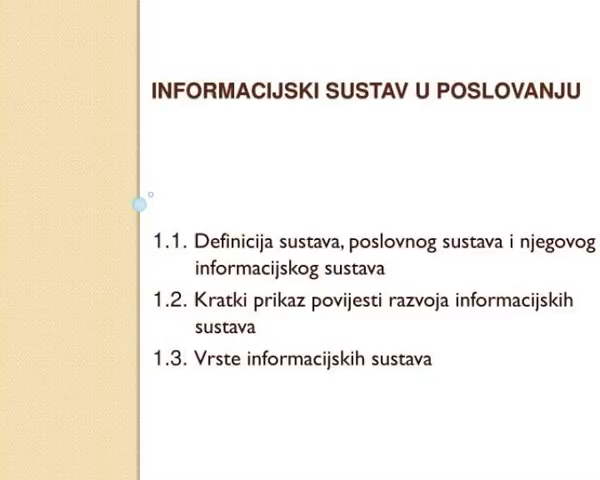 INFORMACIJSKI SUSTAV U POSLOVANJU
1.1. Definicija sustava, poslovnog sustava i njegovog
informacijskog sustava
1.2. Kratki prikaz povijesti razvoja informacijskih
sustava
1.3. Vrste informacijskih sustava